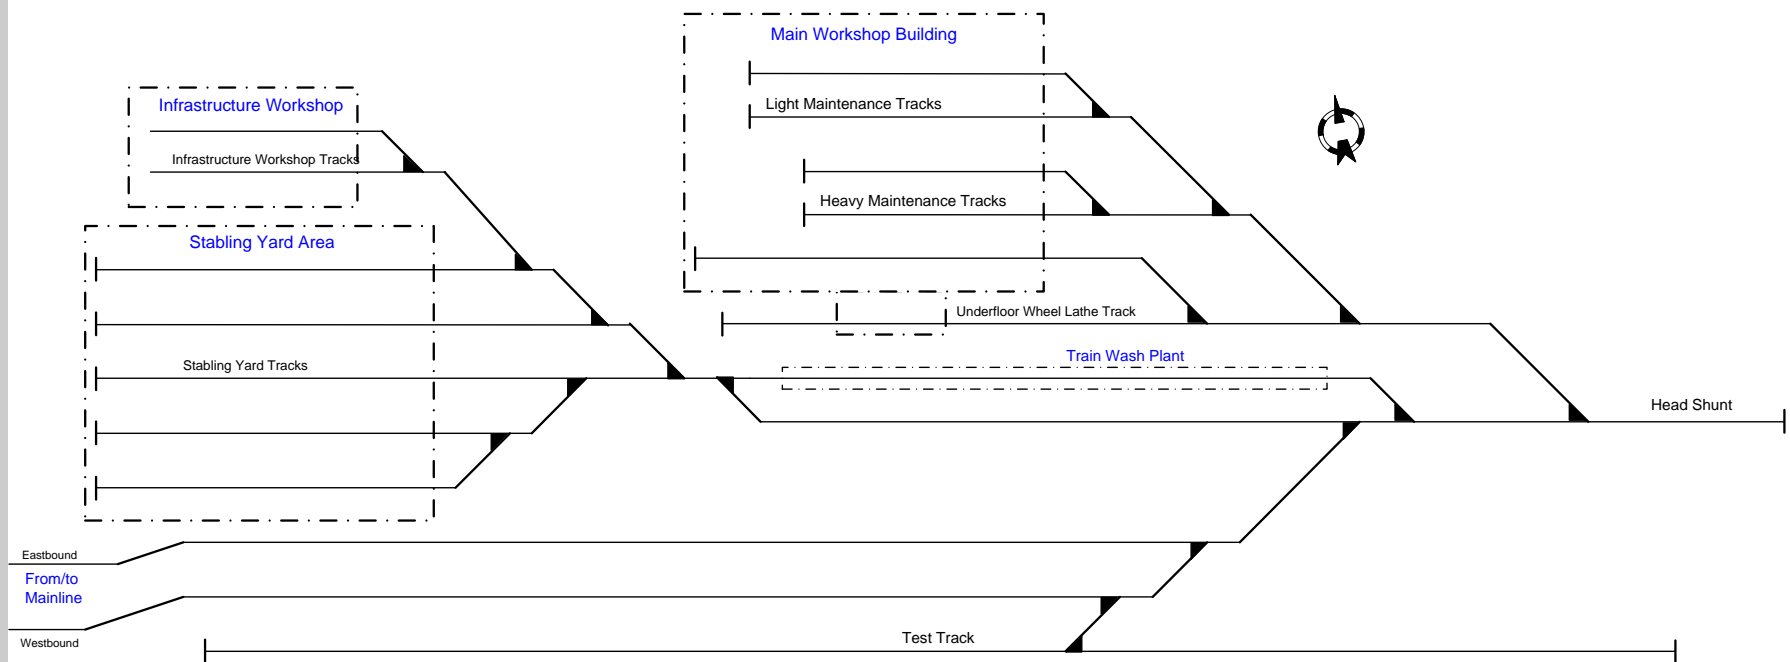 Main Workshop Building
Infrastructure Workshop
Light Maintenance Tracks
Infrastructure Workshop Tracks
Heavy Maintenance Tracks
Stabling Yard Area
Underfloor Wheel Lathe Track
Train Wash Plant
Stabling Yard Tracks
Head Shunt
Eastbound
From/to
Mainline
Westbound
Test Track